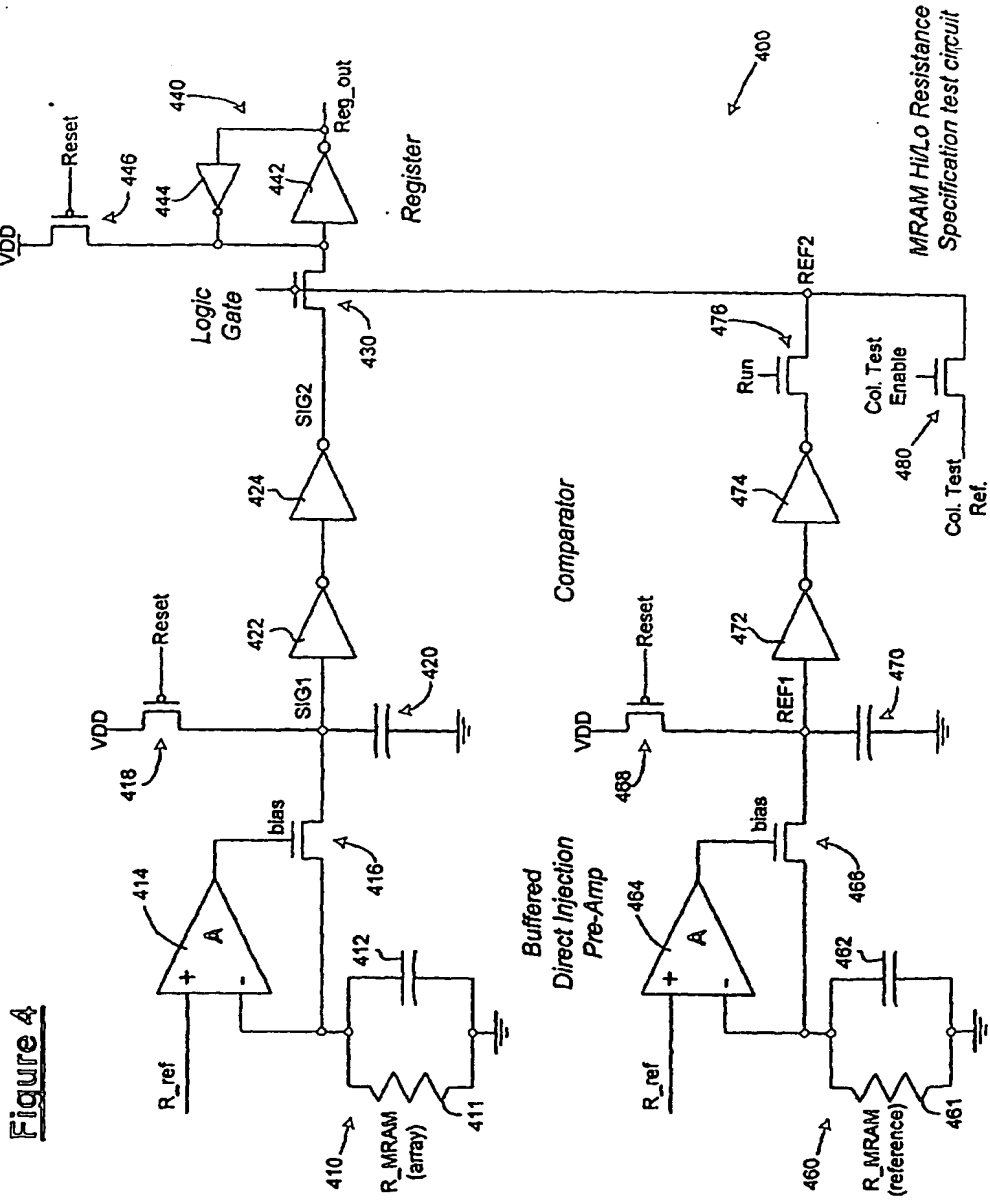 Figure 4
R_ref
414
A
+
-
bias
416
410
R_MRAM
(array)
411
412
VDD
418
Reset
SIG1
420
422
424
SIG2
Logic
Gate
430
VDD
Reset
446
444
442
440
Reg_out
Register
Buffered
Direct Injection
Pre-Amp
Comparator
R_ref
464
A
+
-
bias
466
460
R_MRAM
(reference)
461
462
VDD
468
Reset
REF1
470
472
474
Run
476
REF2
Col. Test
Enable
480
Col. Test
Ref.
400
MRAM Hi/Lo Resistance
Specification test circuit